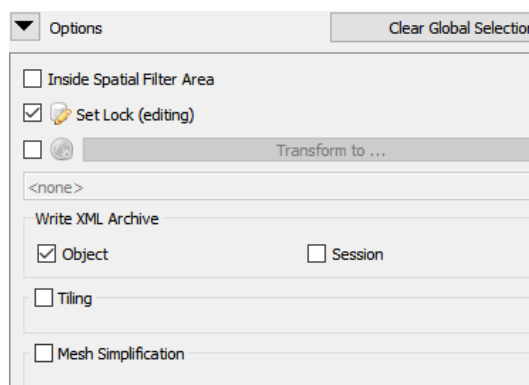 Options
Clear Global Selection
Inside Spatial Filter Area
Set Lock (editing)
Transform to ...
<none>
Write XML Archive
Object
Session
Tiling
Mesh Simplification